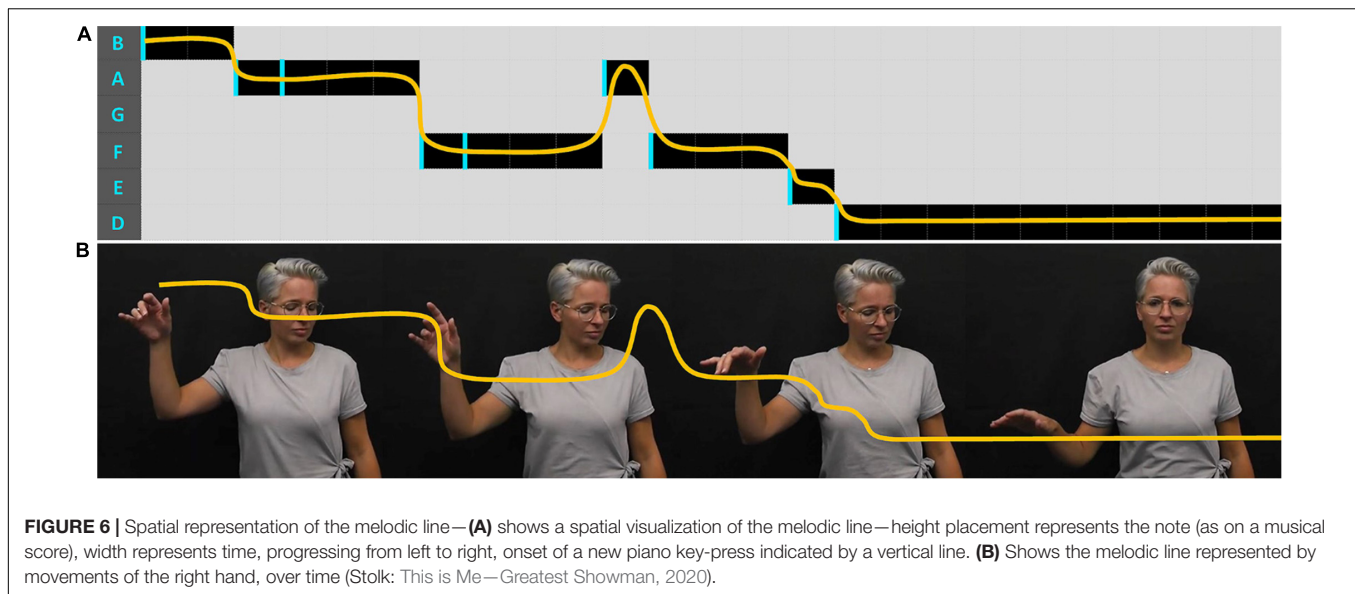 A
B
A
G
F
E
D
B
FIGURE 6 | Spatial representation of the melodic line—(A) shows a spatial visualization of the melodic line—height placement represents the note (as on a musical
score), width represents time, progressing from left to right, onset of a new piano key-press indicated by a vertical line. (B) Shows the melodic line represented by
movements of the right hand, over time (Stolk: This is Me—Greatest Showman, 2020).